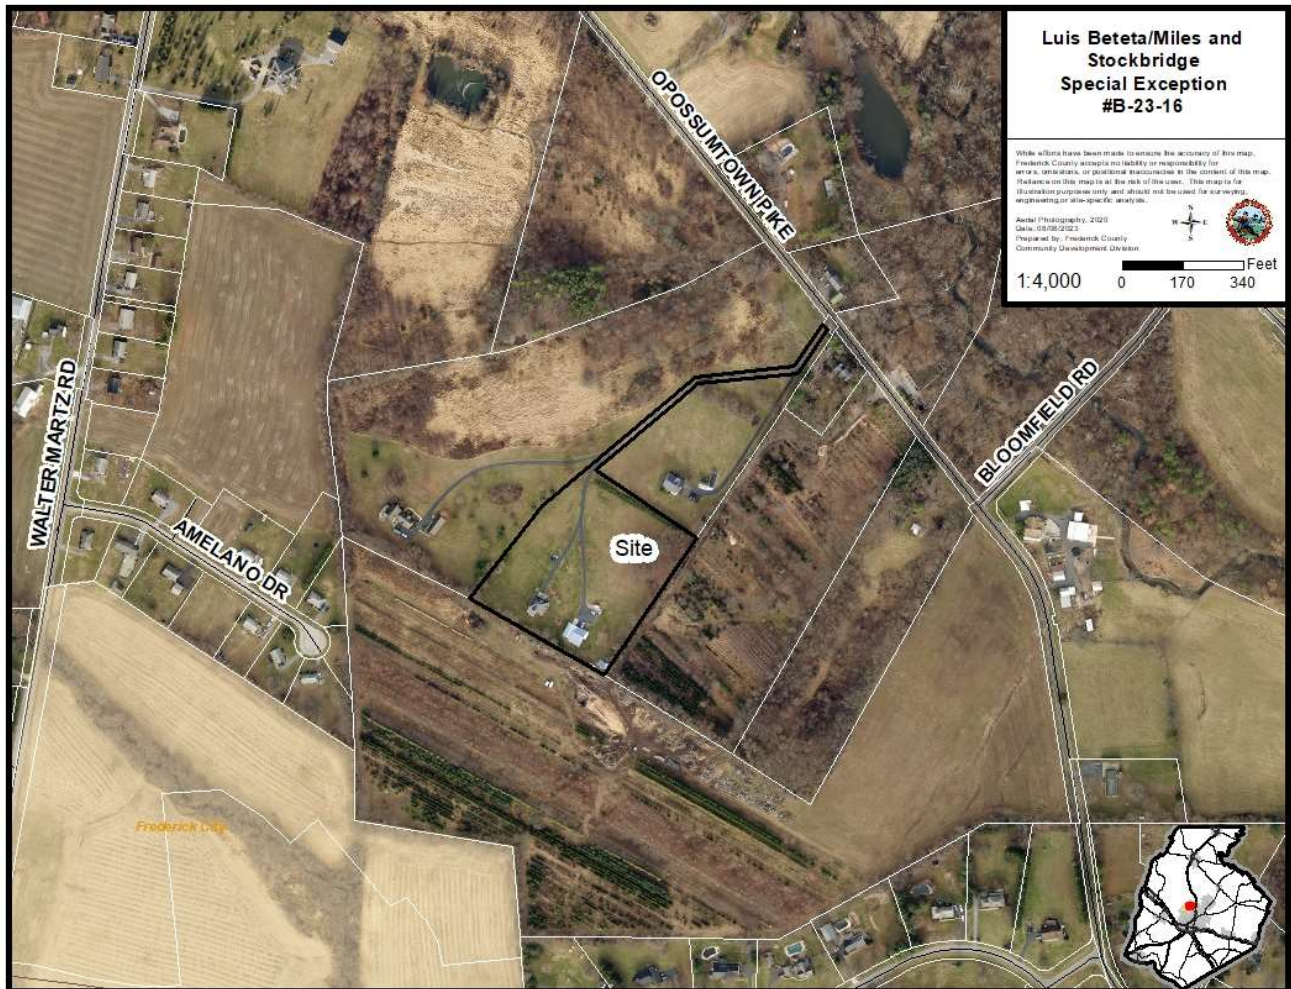 Luis Beteta/Miles and
Stockbridge
Special Exception
#B-23-16
While efforts have been made to ensure the accuracy of this map,
Frederick County accepts no liability or responsibility for
errors, omissions, or positional inaccuracies in the content of this map.
Reliance on this map is at the risk of the user. This map is for
illustration purposes only and should not be used for surveying,
engineering, or site-specific analysis.
Aerial Photography, 2020
Date: 08/08/2023
Prepared by: Frederick County
Community Development Division
N
W
E
S
Feet
1:4,000
0 170 340
OPOSSUMTOWN PIKE
BLOOMFIELD RD
WALTER MARTZ RD
AMELANO DR
Site
Frederick City